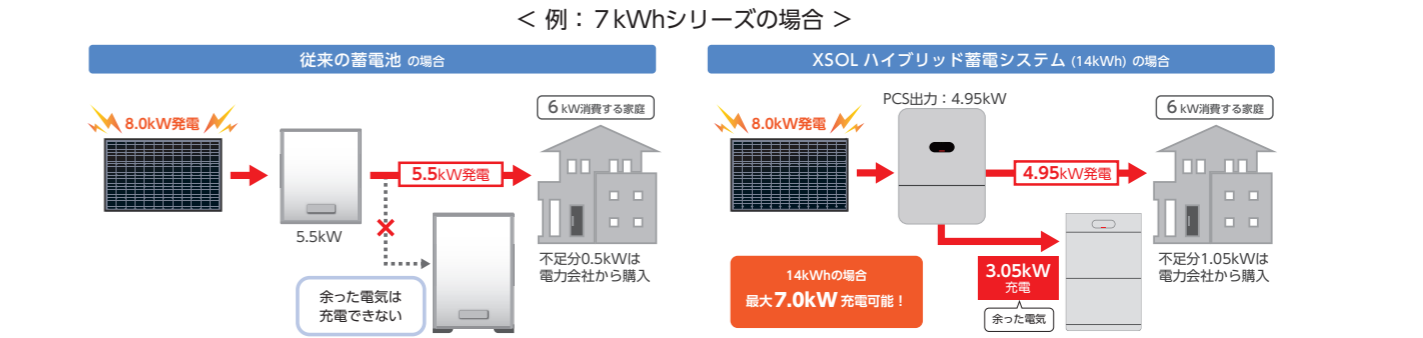 ＜ 例：７kWhシリーズの場合 ＞
従来の蓄電池 の場合
8.0kW発電
5.5kW
5.5kW発電
6 kW消費する家庭
不足分0.5kWは
電力会社から購入
余った電気は
充電できない
XSOL ハイブリッド蓄電システム (14kWh) の場合
8.0kW発電
PCS出力：4.95kW
4.95kW発電
6 kW消費する家庭
不足分1.05kWは
電力会社から購入
14kWhの場合
最大7.0kW 充電可能！
3.05kW
充電
余った電気